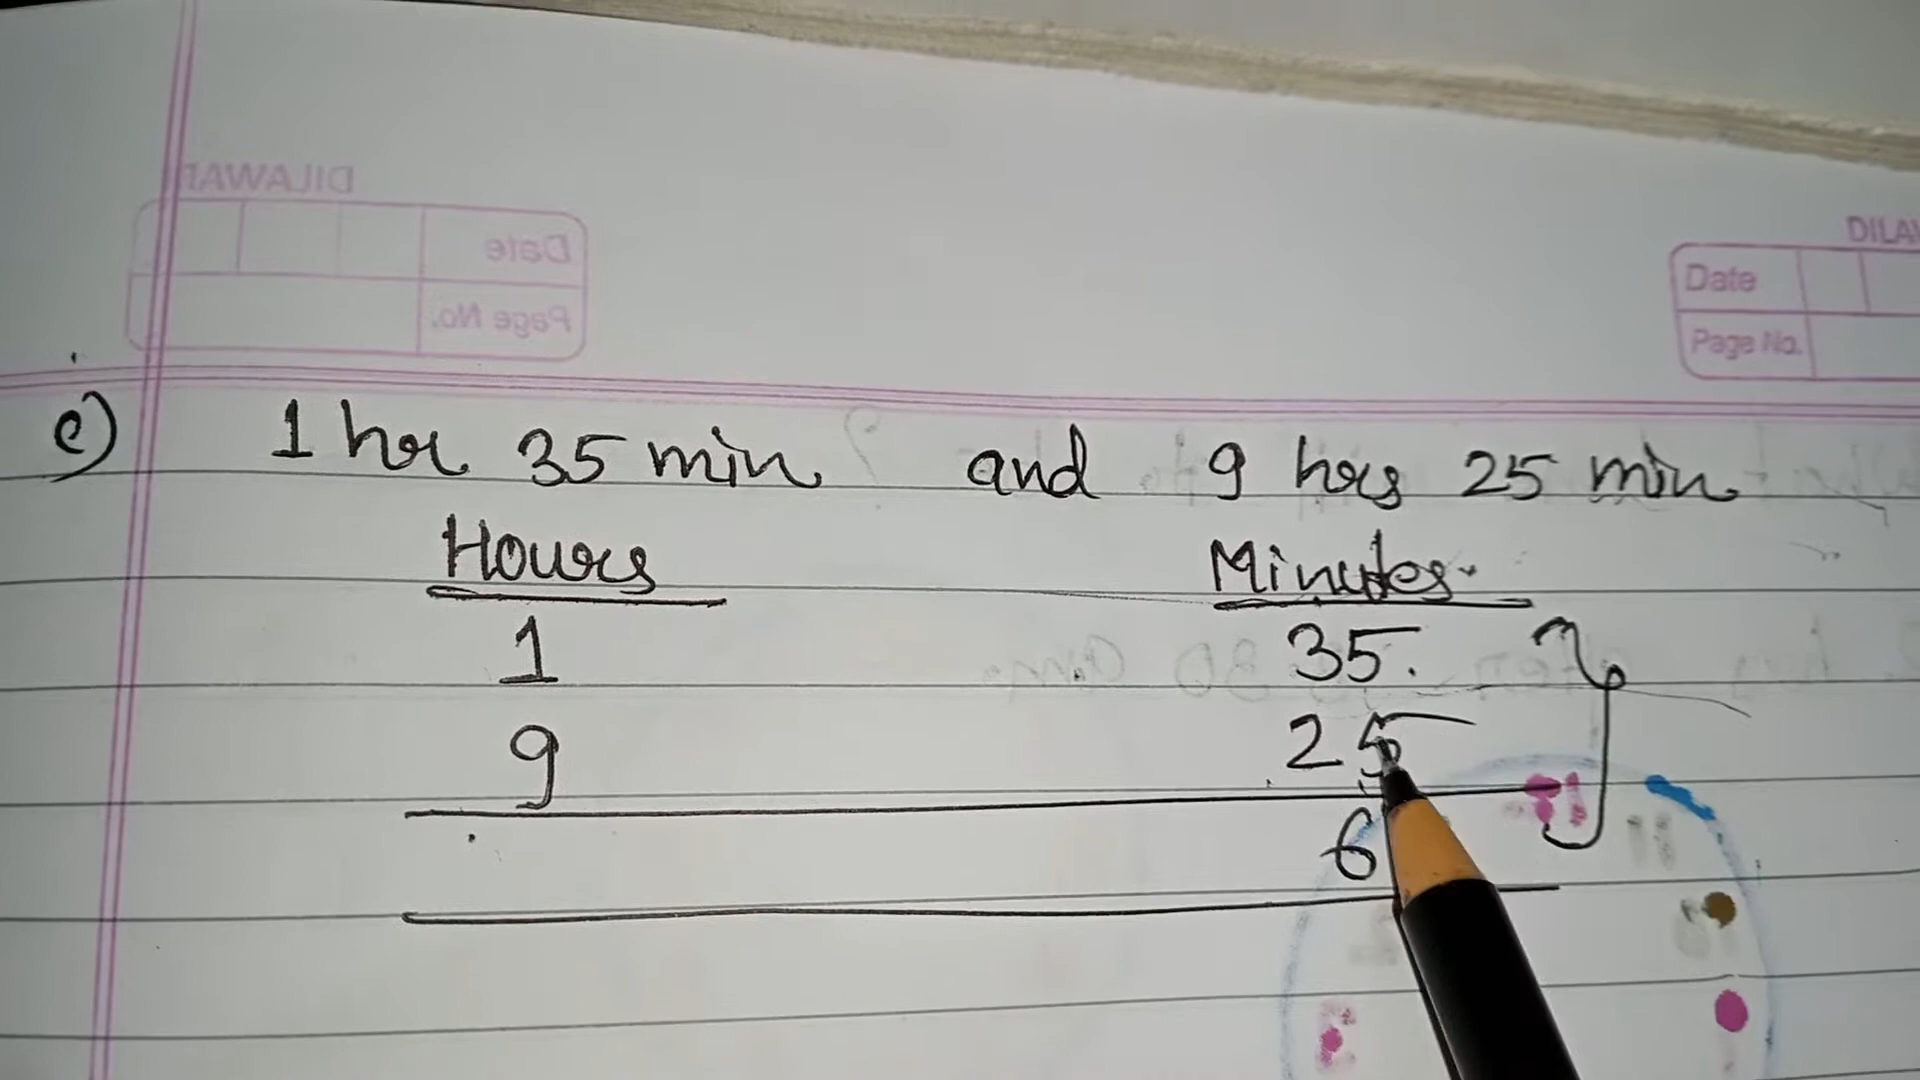 DILAWAR
Date
Page No.
DILAW
Date
Page No.
e) 1 hr 35 min and 9 hrs 25 min
Hours Minutes
1 35
9 25
6